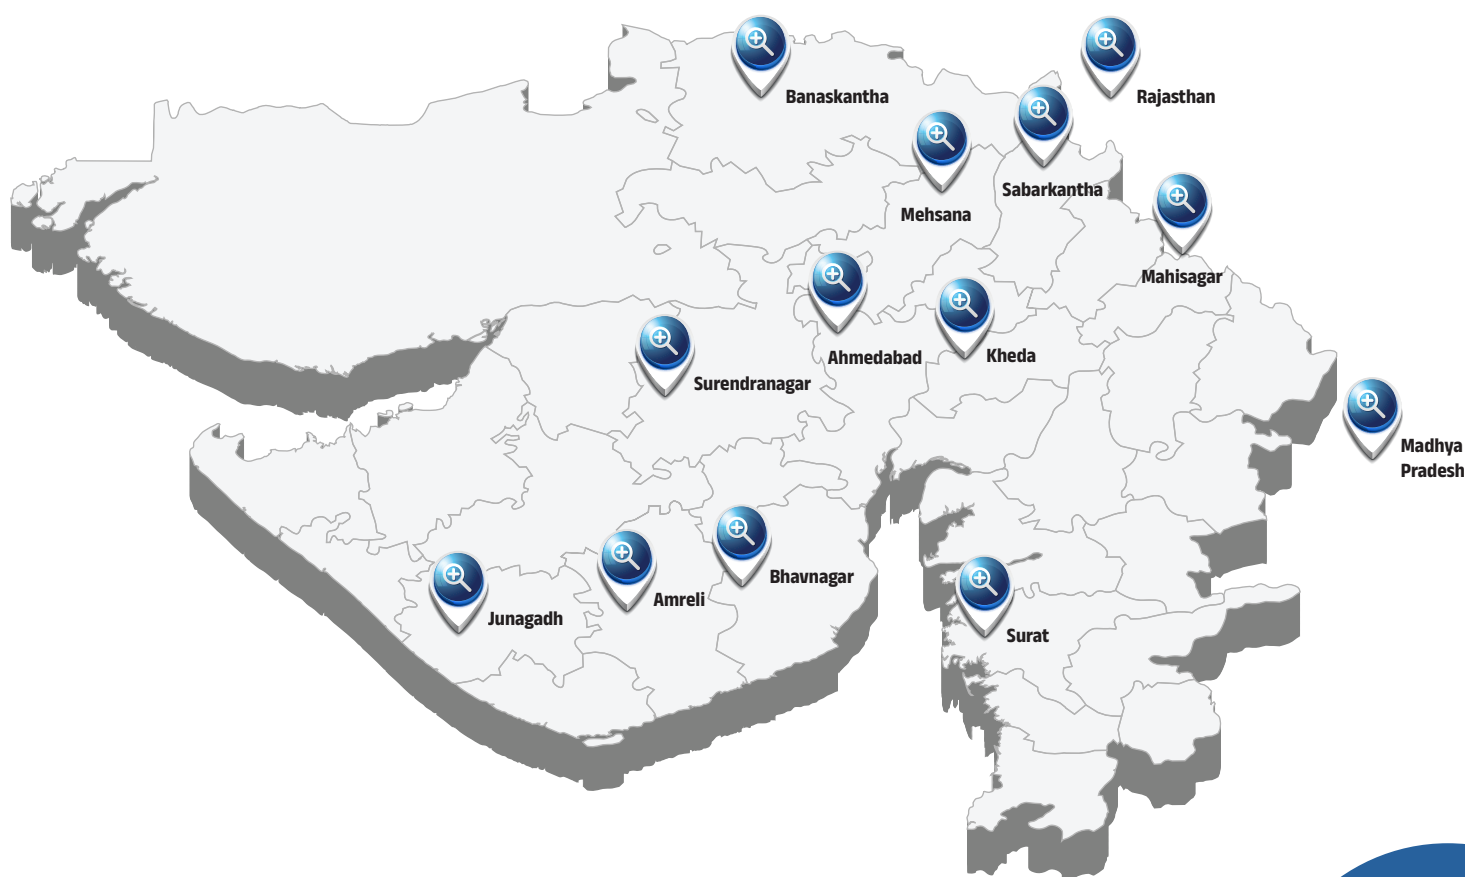 Banaskantha
Rajasthan
Sabarkantha
Mehsana
Mahisagar
Ahmedabad
Kheda
Surendranagar
Madhya
Pradesh
Bhavnagar
Amreli
Junagadh
Surat